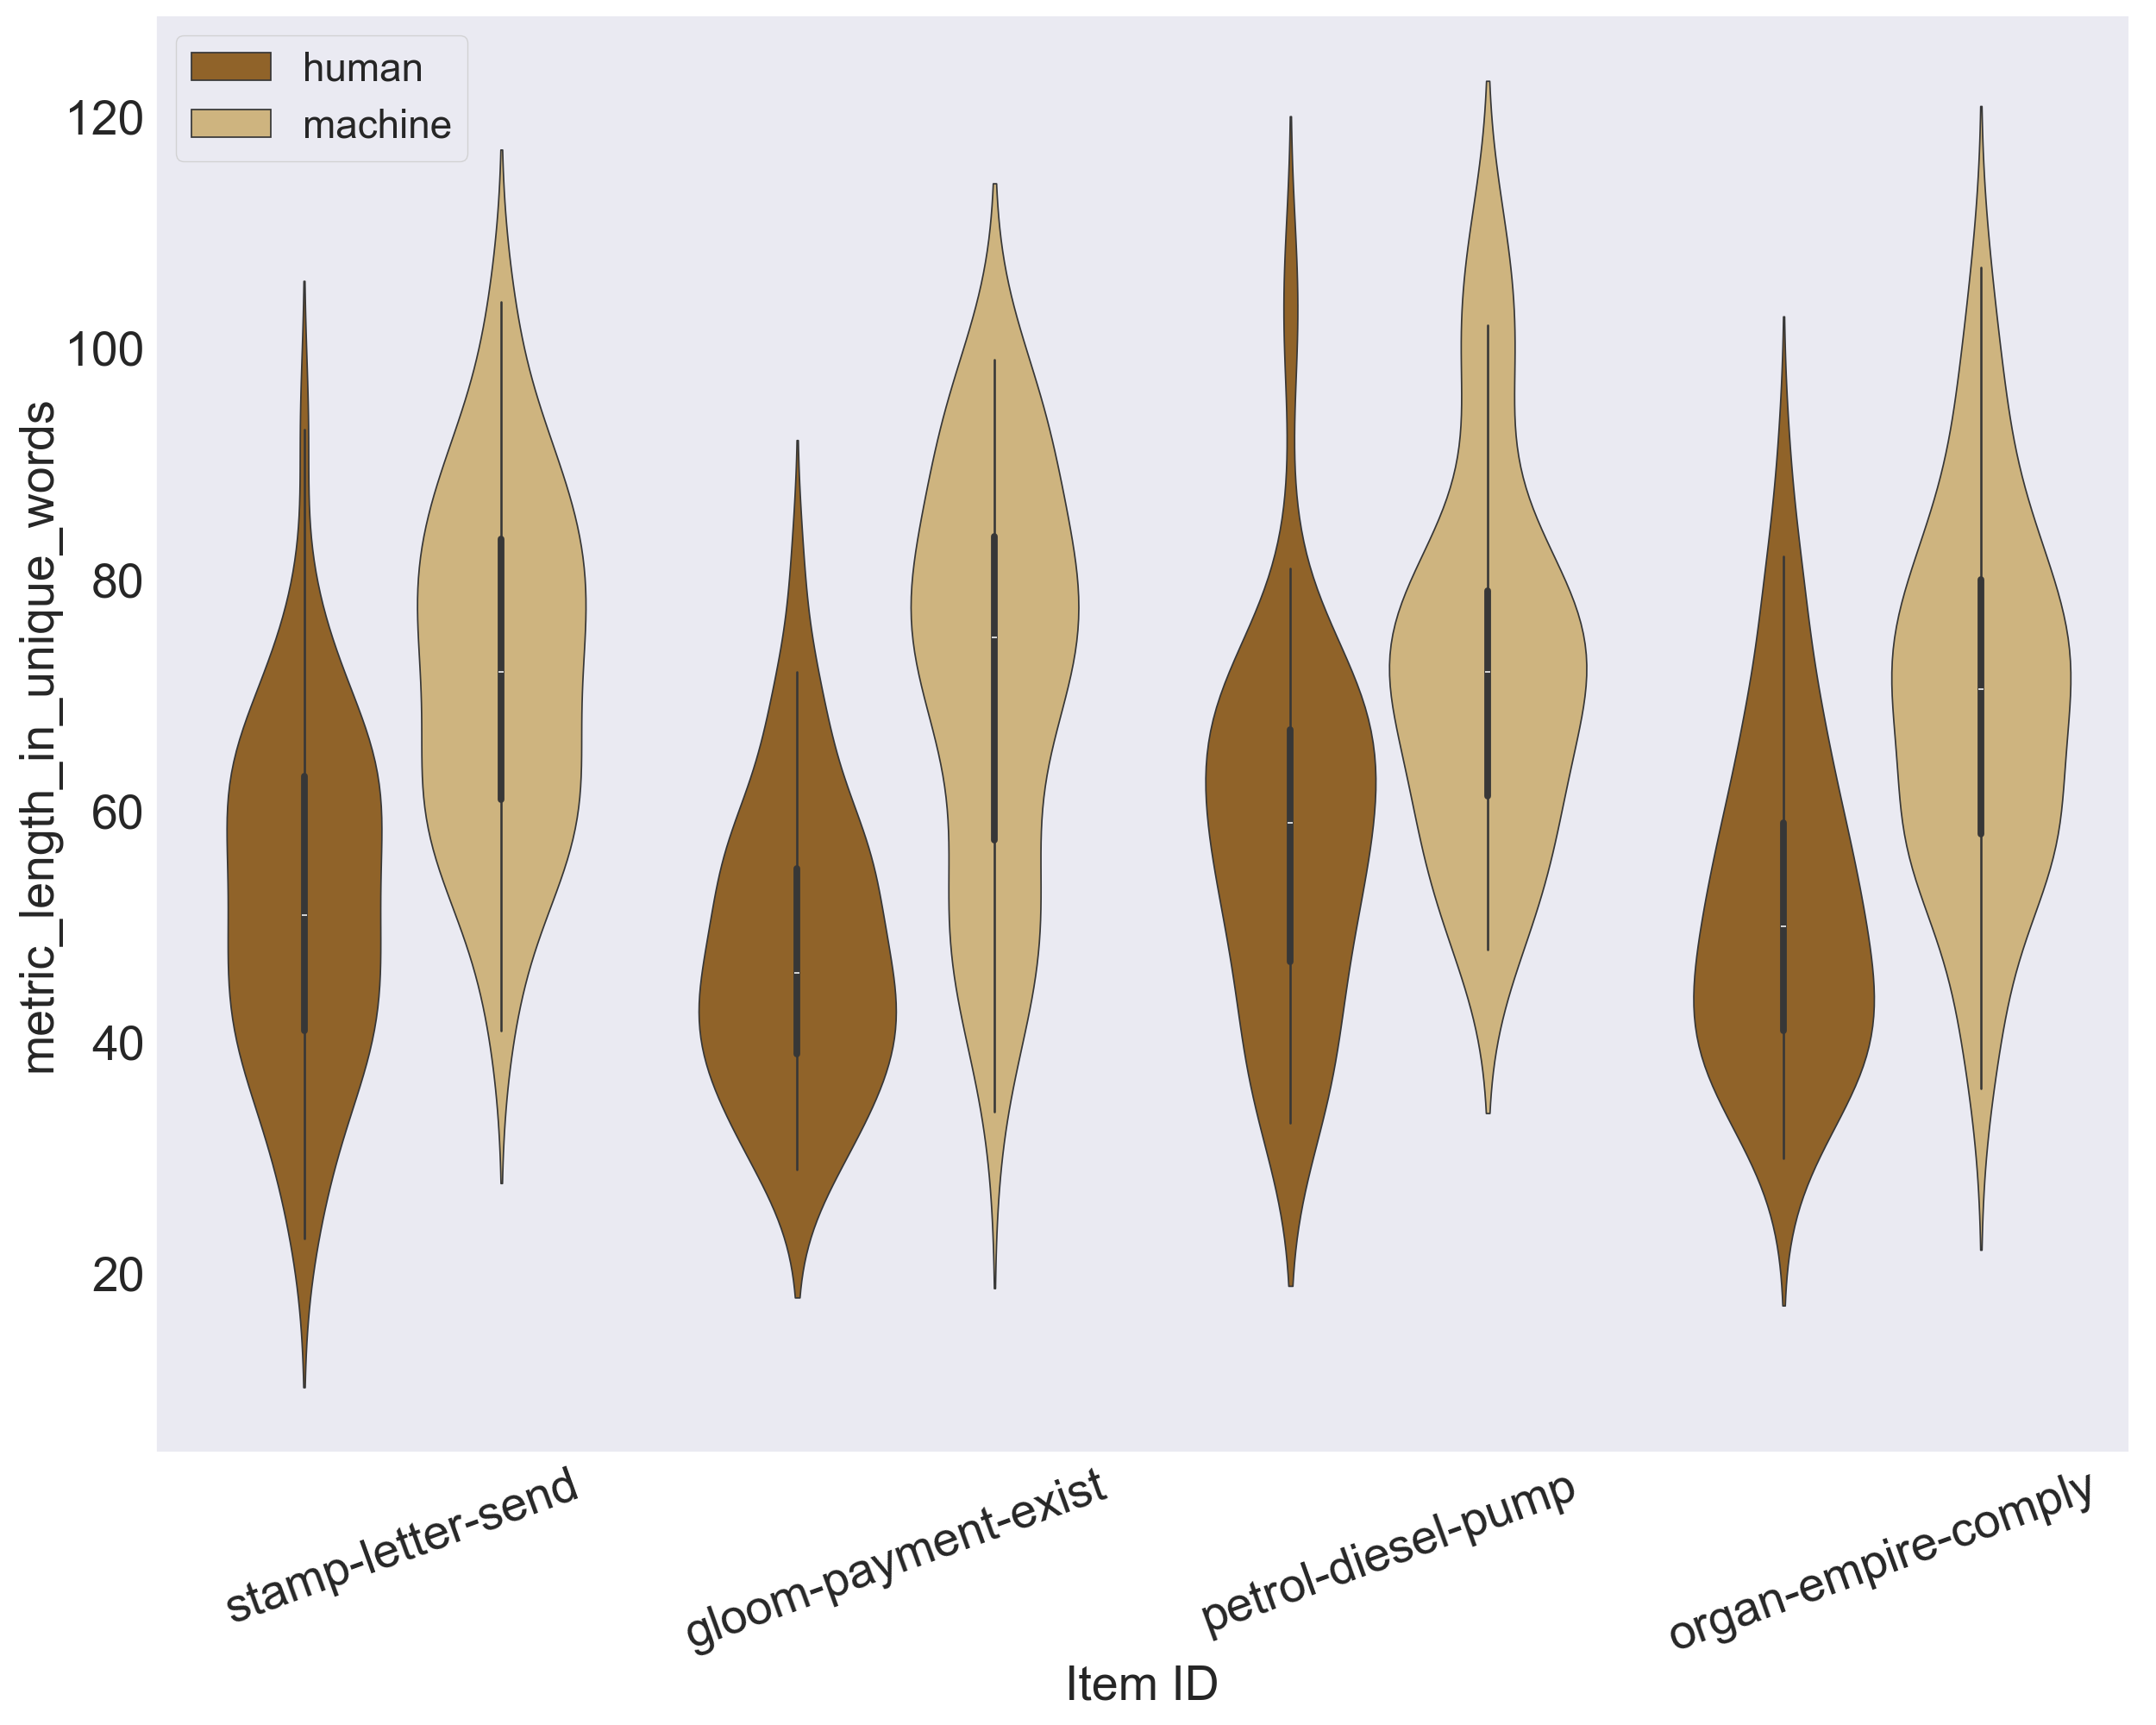 human
machine
120
100
80
60
40
20
metric_length_in_unique_words
stamp-letter-send
gloom-payment-exist
petrol-diesel-pump
organ-empire-comply
Item ID